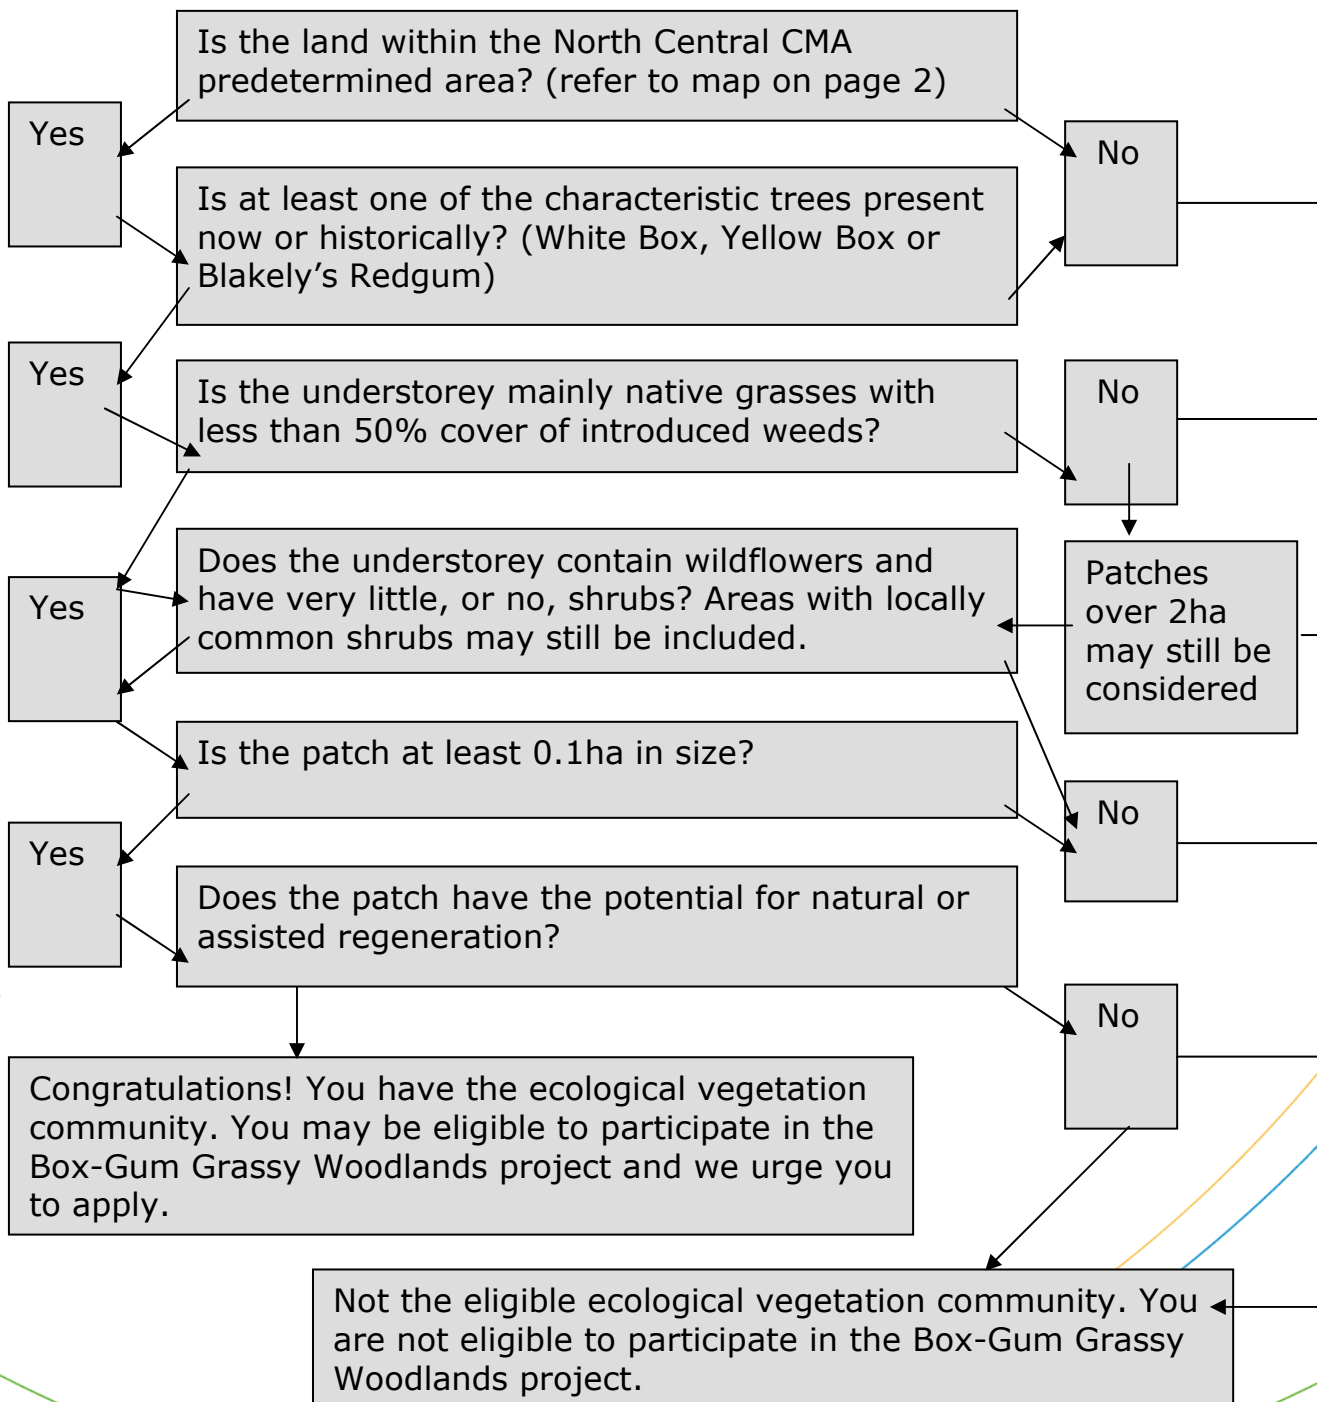 Is the land within the North Central CMA
predetermined area? (refer to map on page 2)
Yes
No
Is at least one of the characteristic trees present
now or historically? (White Box, Yellow Box or
Blakely’s Redgum)
Yes
No
Is the understorey mainly native grasses with
less than 50% cover of introduced weeds?
Does the understorey contain wildflowers and
have very little, or no, shrubs? Areas with locally
common shrubs may still be included.
Patches
over 2ha
may still be
considered
Yes
Is the patch at least 0.1ha in size?
No
Yes
Does the patch have the potential for natural or
assisted regeneration?
No
Congratulations! You have the ecological vegetation
community. You may be eligible to participate in the
Box-Gum Grassy Woodlands project and we urge you
to apply.
Not the eligible ecological vegetation community. You
are not eligible to participate in the Box-Gum Grassy
Woodlands project.